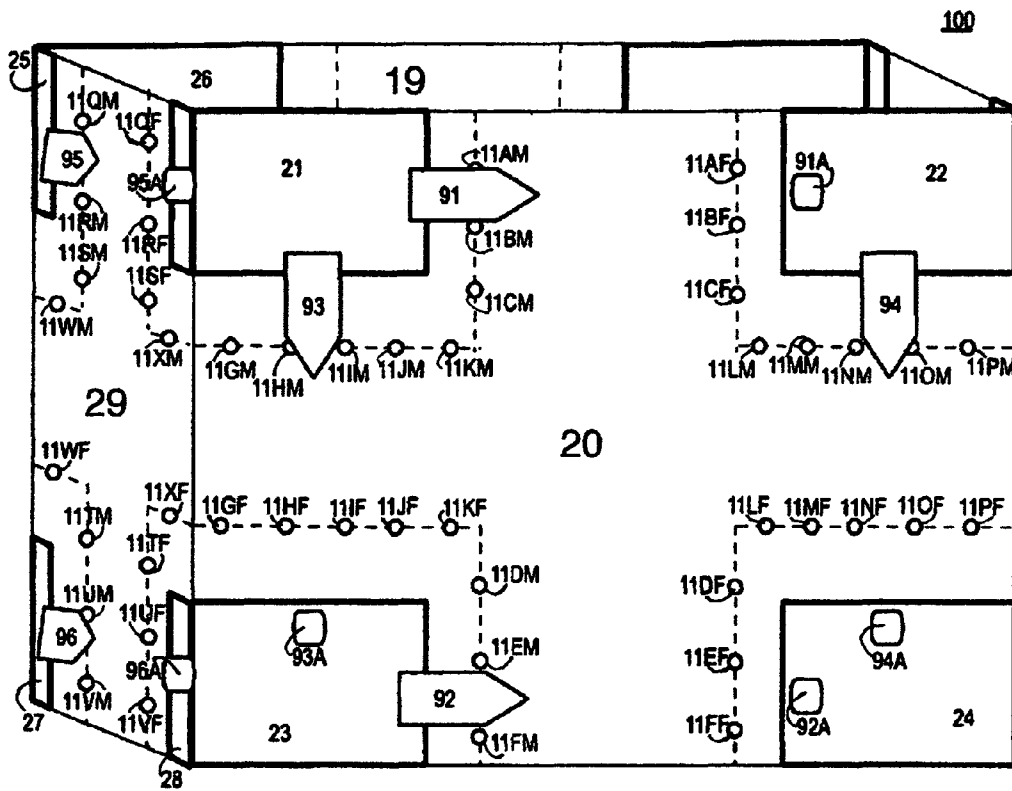 100
25
26
19
11QM
11QF
95
95A
21
91
11AM
11AF
91A
22
11RM
11RF
11BM
11BF
11SM
11SF
93
11CM
11CF
94
11WM
11XM
11GM
11HM
11IM
11JM
11KM
11LM
11MM
11NM
11OM
11PM
29
20
11WF
11XF
11GF
11HF
11IF
11JF
11KF
11LF
11MF
11NF
11OF
11PF
11TM
11TF
11DM
11DF
11UM
11UF
96
96A
93A
11EM
11EF
94A
11VM
11VF
92
92A
27
28
23
11FM
11FF
24